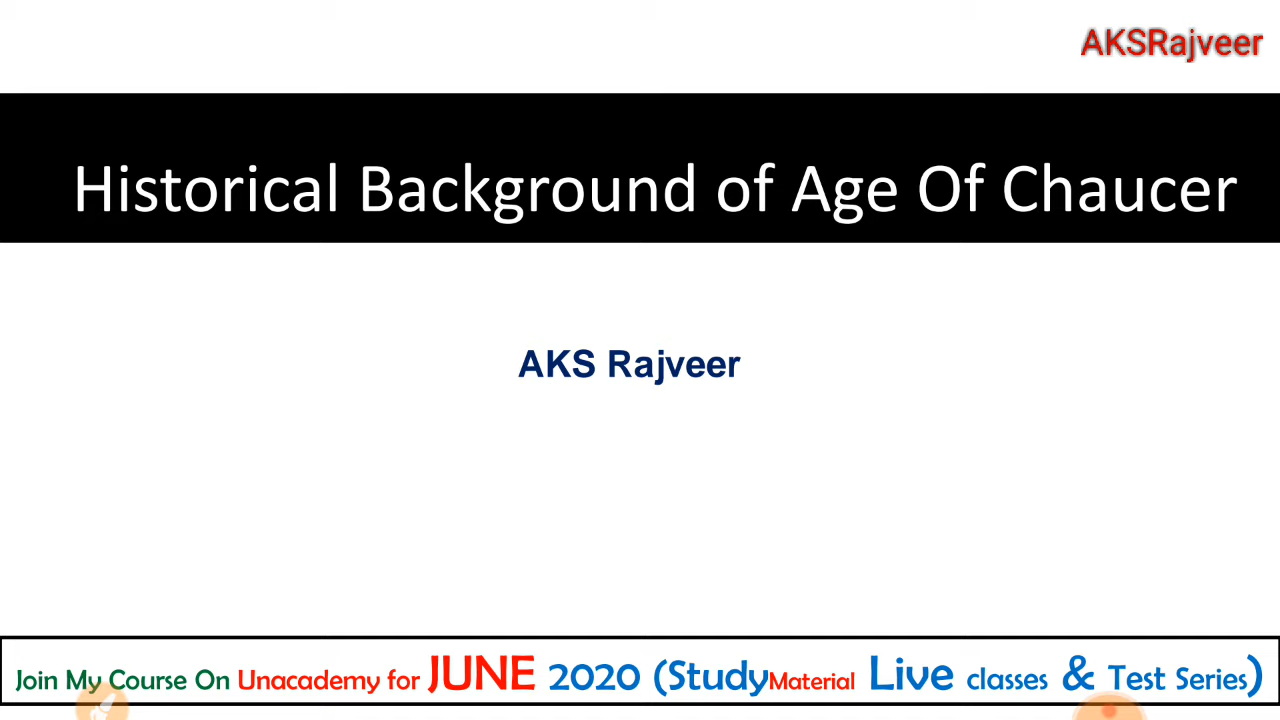 AKSRajveer
Historical Background of Age Of Chaucer
AKS Rajveer
Join My Course On Unacademy for JUNE 2020 (StudyMaterial Live classes & Test Series)